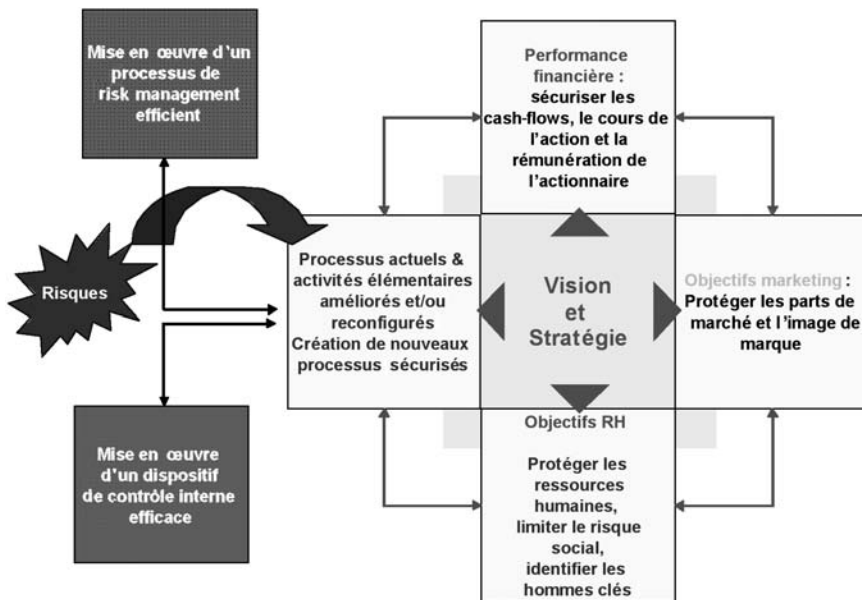 Mise en œuvre d'un
processus de
risk management
efficient
Performance
financière :
sécuriser les
cash-flows, le cours de
l'action et la
rémunération de
l'actionnaire
Risques
Processus actuels &
activités élémentaires
améliorés et/ou
reconfigurés
Création de nouveaux
processus sécurisés
Vision
et
Stratégie
Objectifs marketing :
Protéger les parts de
marché et l'image de
marque
Mise en œuvre
d'un dispositif
de contrôle interne
efficace
Objectifs RH
Protéger les
ressources
humaines,
limiter le risque
social,
identifier les
hommes clés